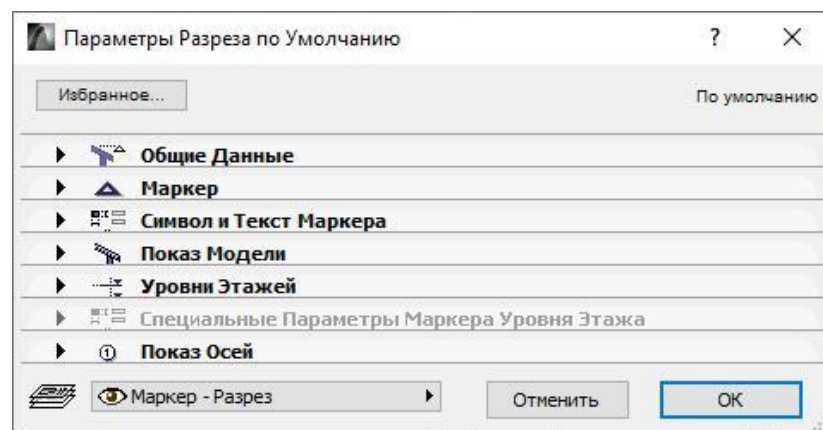 Параметры Разреза по Умолчанию ?
Избранное... По умолчанию
Общие Данные
Маркер
Символ и Текст Маркера
Показ Модели
Уровни Этажей
Специальные Параметры Маркера Уровня Этажа
1 Показ Осей
Маркер - Разрез Отменить OK